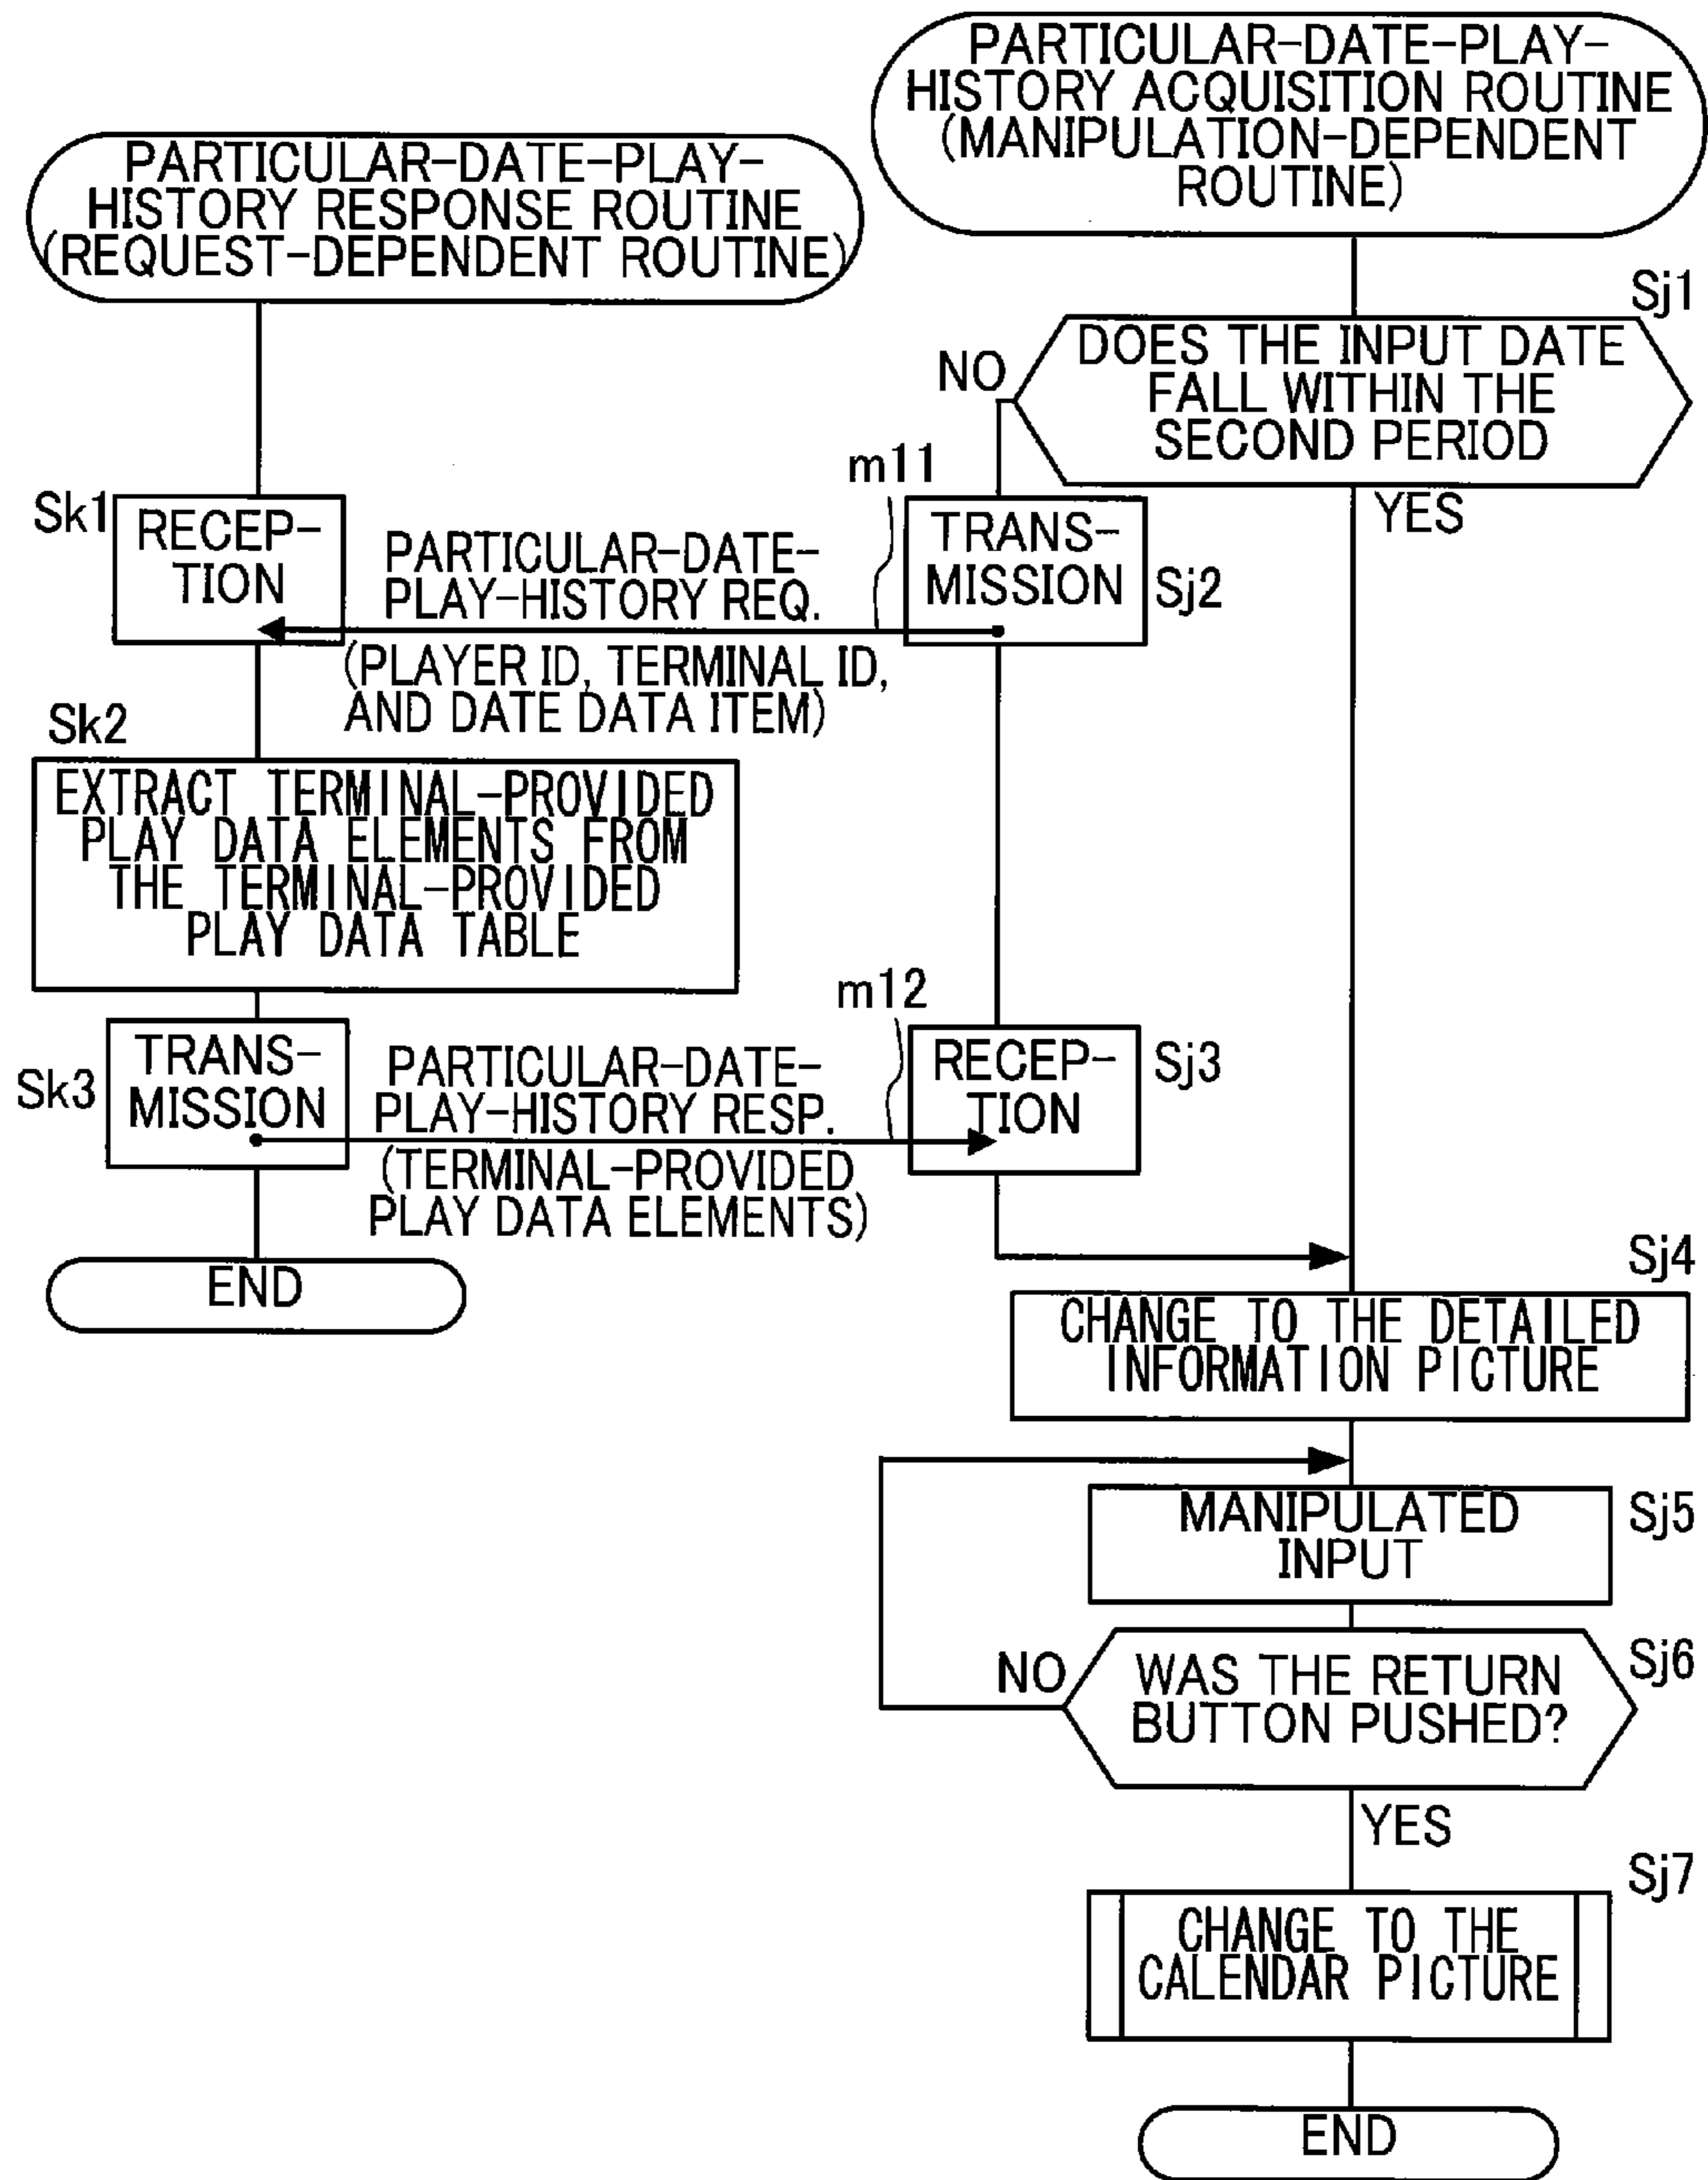 PARTICULAR-DATE-PLAY-
HISTORY ACQUISITION ROUTINE
(MANIPULATION-DEPENDENT
ROUTINE)
PARTICULAR-DATE-PLAY-
HISTORY RESPONSE ROUTINE
(REQUEST-DEPENDENT ROUTINE)
Sj1
DOES THE INPUT DATE
FALL WITHIN THE
SECOND PERIOD
NO
YES
m11
Sk1
RECEP-
TION
PARTICULAR-DATE-
PLAY-HISTORY REQ.
(PLAYER ID, TERMINAL ID,
AND DATE DATA ITEM)
TRANS-
MISSION
Sj2
Sk2
EXTRACT TERMINAL-PROVIDED
PLAY DATA ELEMENTS FROM
THE TERMINAL-PROVIDED
PLAY DATA TABLE
m12
Sk3
TRANS-
MISSION
PARTICULAR-DATE-
PLAY-HISTORY RESP.
(TERMINAL-PROVIDED
PLAY DATA ELEMENTS)
RECEP-
TION
Sj3
END
Sj4
CHANGE TO THE DETAILED
INFORMATION PICTURE
MANIPULATED
INPUT
Sj5
NO
WAS THE RETURN
BUTTON PUSHED?
Sj6
YES
Sj7
CHANGE TO THE
CALENDAR PICTURE
END